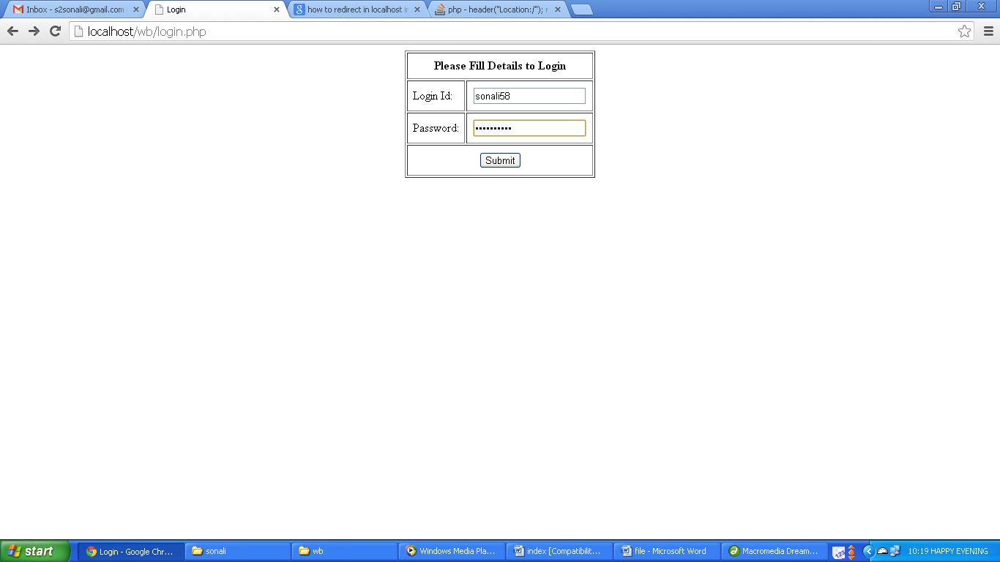 Inbox - s2sonali@gmail.com
Login
how to redirect in localhost in
php - header("Location:/"); r
localhost/wb/login.php
Please Fill Details to Login
Login Id:
sonali58
Password:
••••••••••
Submit
start
Login - Google Chr...
sonali
wb
Windows Media Pla...
index [Compatibilit...
file - Microsoft Word
Macromedia Dream...
10:19 HAPPY EVENING